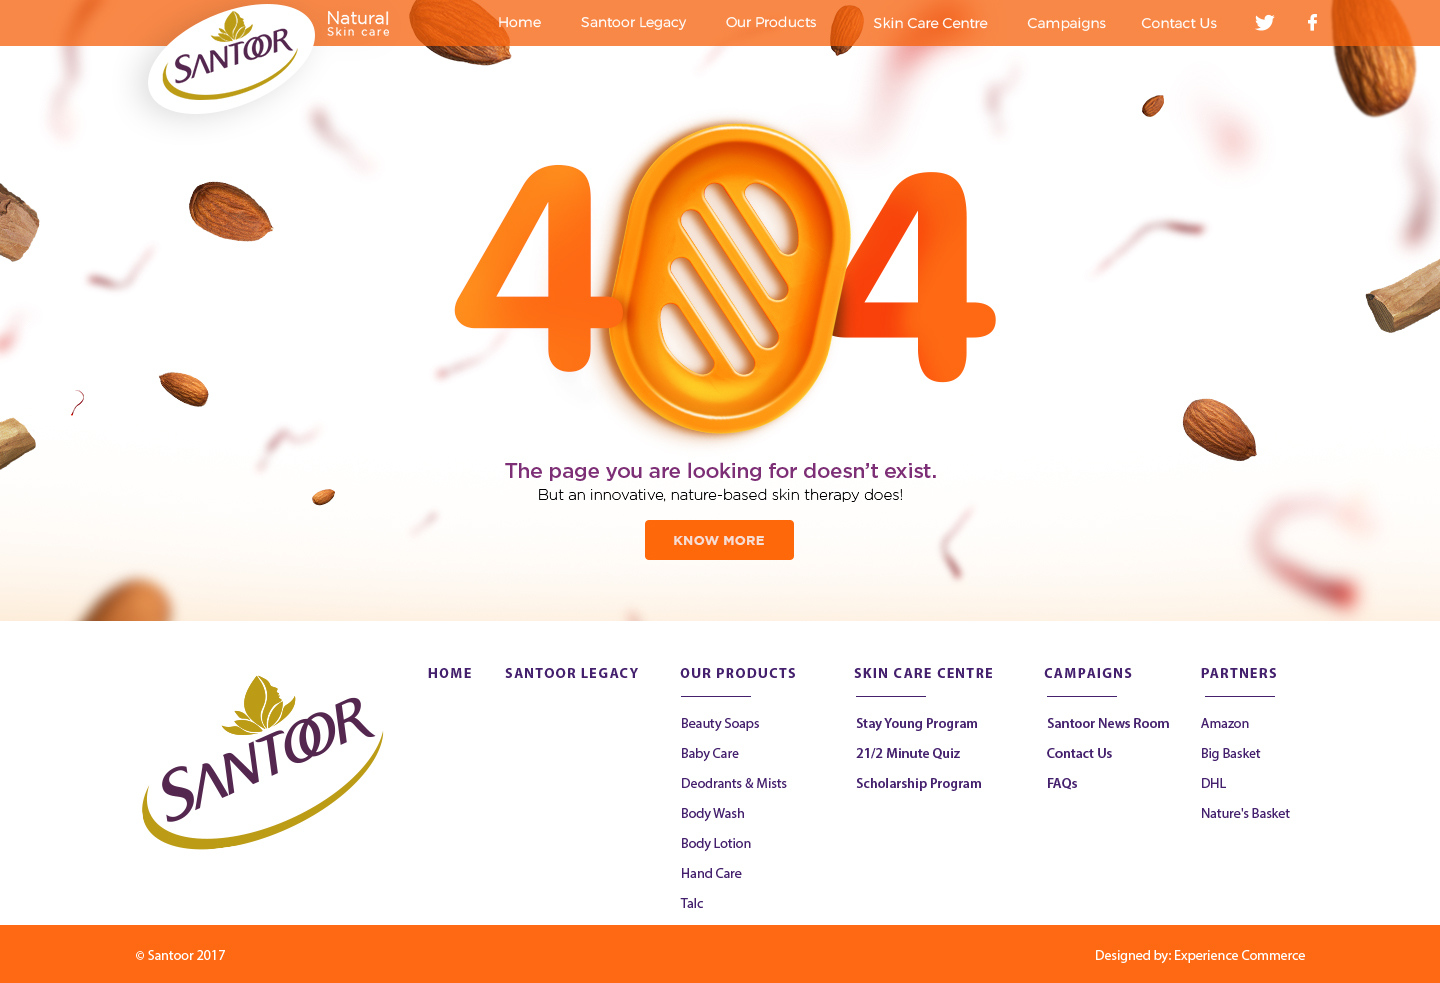 SANTOOR
Natural
Skin care
Home
Santoor Legacy
Our Products
Skin Care Centre
Campaigns
Contact Us
404
The page you are looking for doesn’t exist.
But an innovative, nature-based skin therapy does!
KNOW MORE
SANTOOR
HOME
SANTOOR LEGACY
OUR PRODUCTS
Beauty Soaps
Baby Care
Deodrants & Mists
Body Wash
Body Lotion
Hand Care
Talc
SKIN CARE CENTRE
Stay Young Program
21/2 Minute Quiz
Scholarship Program
CAMPAIGNS
Santoor News Room
Contact Us
FAQs
PARTNERS
Amazon
Big Basket
DHL
Nature's Basket
© Santoor 2017
Designed by: Experience Commerce